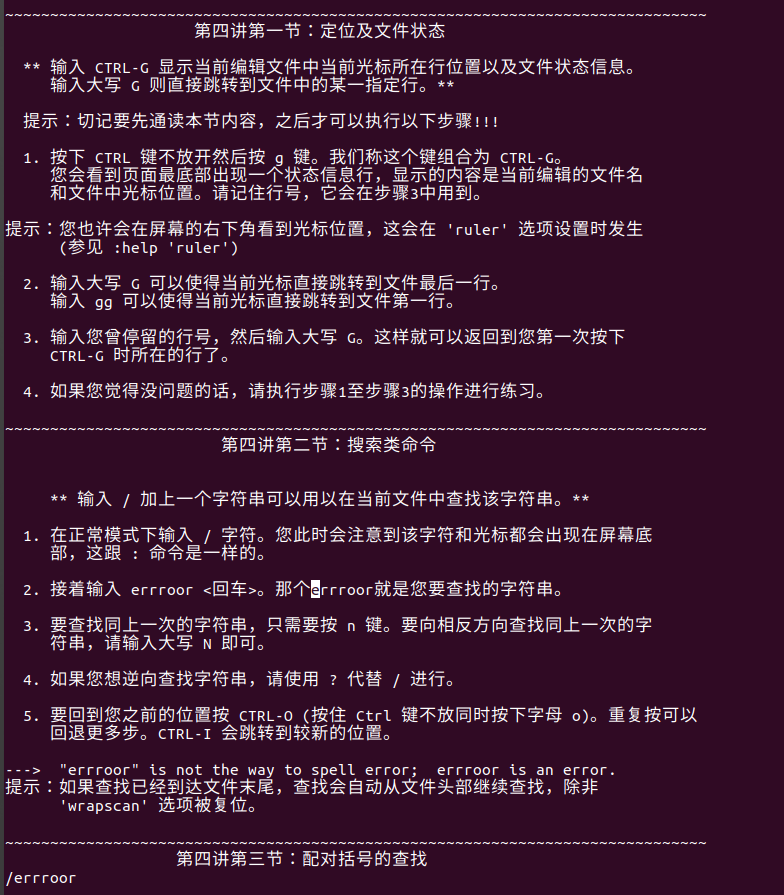 ~~~~~~~~~~~~~~~~~~~~~~~~~~~~~~~~~~~~~~~~~~~~~~~~~~~~~~~~~~~~~~~~~~~~~~~~~~~~~~
第四讲第一节：定位及文件状态
** 输入 CTRL-G 显示当前编辑文件中当前光标所在行位置以及文件状态信息。
输入大写 G 则直接跳转到文件中的某一指定行。**
提示：切记要先通读本节内容，之后才可以执行以下步骤!!!
1. 按下 CTRL 键不放开然后按 g 键。我们称这个键组合为 CTRL-G。
您会看到页面最底部出现一个状态信息行，显示的内容是当前编辑的文件名
和文件中光标位置。请记住行号，它会在步骤3中用到。
提示：您也许会在屏幕的右下角看到光标位置，这会在 'ruler' 选项设置时发生
(参见 :help 'ruler')
2. 输入大写 G 可以使得当前光标直接跳转到文件最后一行。
输入 gg 可以使得当前光标直接跳转到文件第一行。
3. 输入您曾停留的行号，然后输入大写 G。这样就可以返回到您第一次按下
CTRL-G 时所在的行了。
4. 如果您觉得没问题的话，请执行步骤1至步骤3的操作进行练习。
~~~~~~~~~~~~~~~~~~~~~~~~~~~~~~~~~~~~~~~~~~~~~~~~~~~~~~~~~~~~~~~~~~~~~~~~~~~~~~
第四讲第二节：搜索类命令
** 输入 / 加上一个字符串可以用以在当前文件中查找该字符串。**
1. 在正常模式下输入 / 字符。您此时会注意到该字符和光标都会出现在屏幕底
部，这跟 : 命令是一样的。
2. 接着输入 errroor <回车>。那个errroor就是您要查找的字符串。
3. 要查找同上一次的字符串，只需要按 n 键。要向相反方向查找同上一次的字
符串，请输入大写 N 即可。
4. 如果您想逆向查找字符串，请使用 ? 代替 / 进行。
5. 要回到您之前的位置按 CTRL-O (按住 Ctrl 键不放同时按下字母 o)。重复按可以
回退更多步。CTRL-I 会跳转到较新的位置。
---> "errroor" is not the way to spell error; errroor is an error.
提示：如果查找已经到达文件末尾，查找会自动从文件头部继续查找，除非
'wrapscan' 选项被复位。
~~~~~~~~~~~~~~~~~~~~~~~~~~~~~~~~~~~~~~~~~~~~~~~~~~~~~~~~~~~~~~~~~~~~~~~~~~~~~~
第四讲第三节：配对括号的查找
/errroor